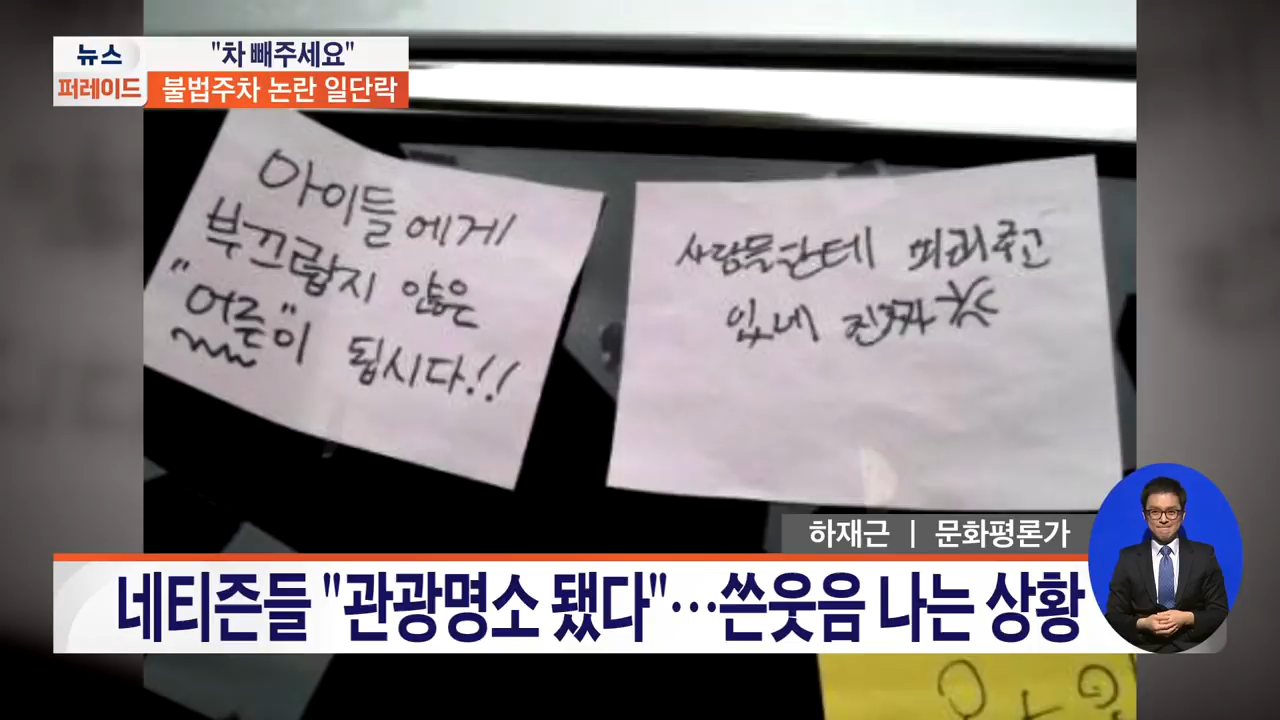 뉴스
퍼레이드
"차 빼주세요"
불법주차 논란 일단락
아이들에게
부끄럽지 않은
"어른"이 됩시다!!
사람들한테 피해주고
있네 진짜
하재근 | 문화평론가
네티즌들 "관광명소 됐다"…쓴웃음 나는 상황